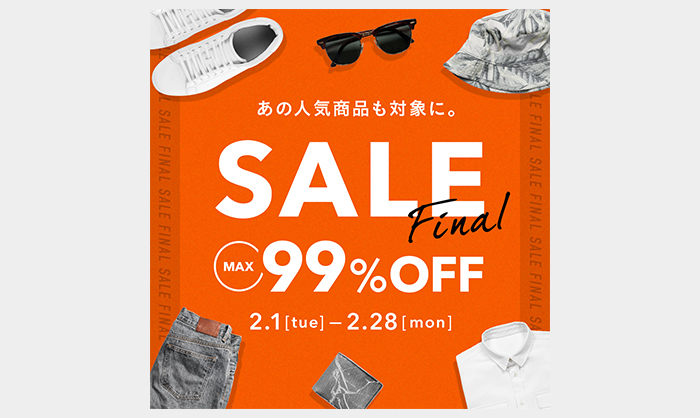 あの人気商品も対象に。
SALE
Final
MAX 99%OFF
2.1[tue]−2.28[mon]
SALE FINAL SALE FINAL SALE FINAL
SALE FINAL SALE FINAL SALE FINAL